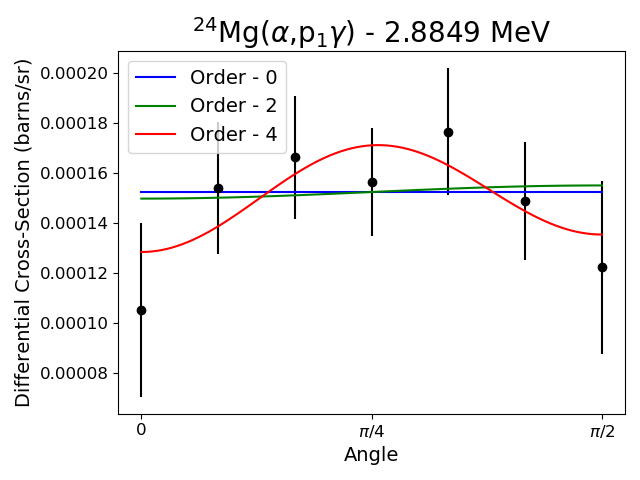 ²⁴Mg(α,p₁γ) - 2.8849 MeV
Order - 0
Order - 2
Order - 4
Differential Cross-Section (barns/sr)
0.00020
0.00018
0.00016
0.00014
0.00012
0.00010
0.00008
0
π/4
π/2
Angle